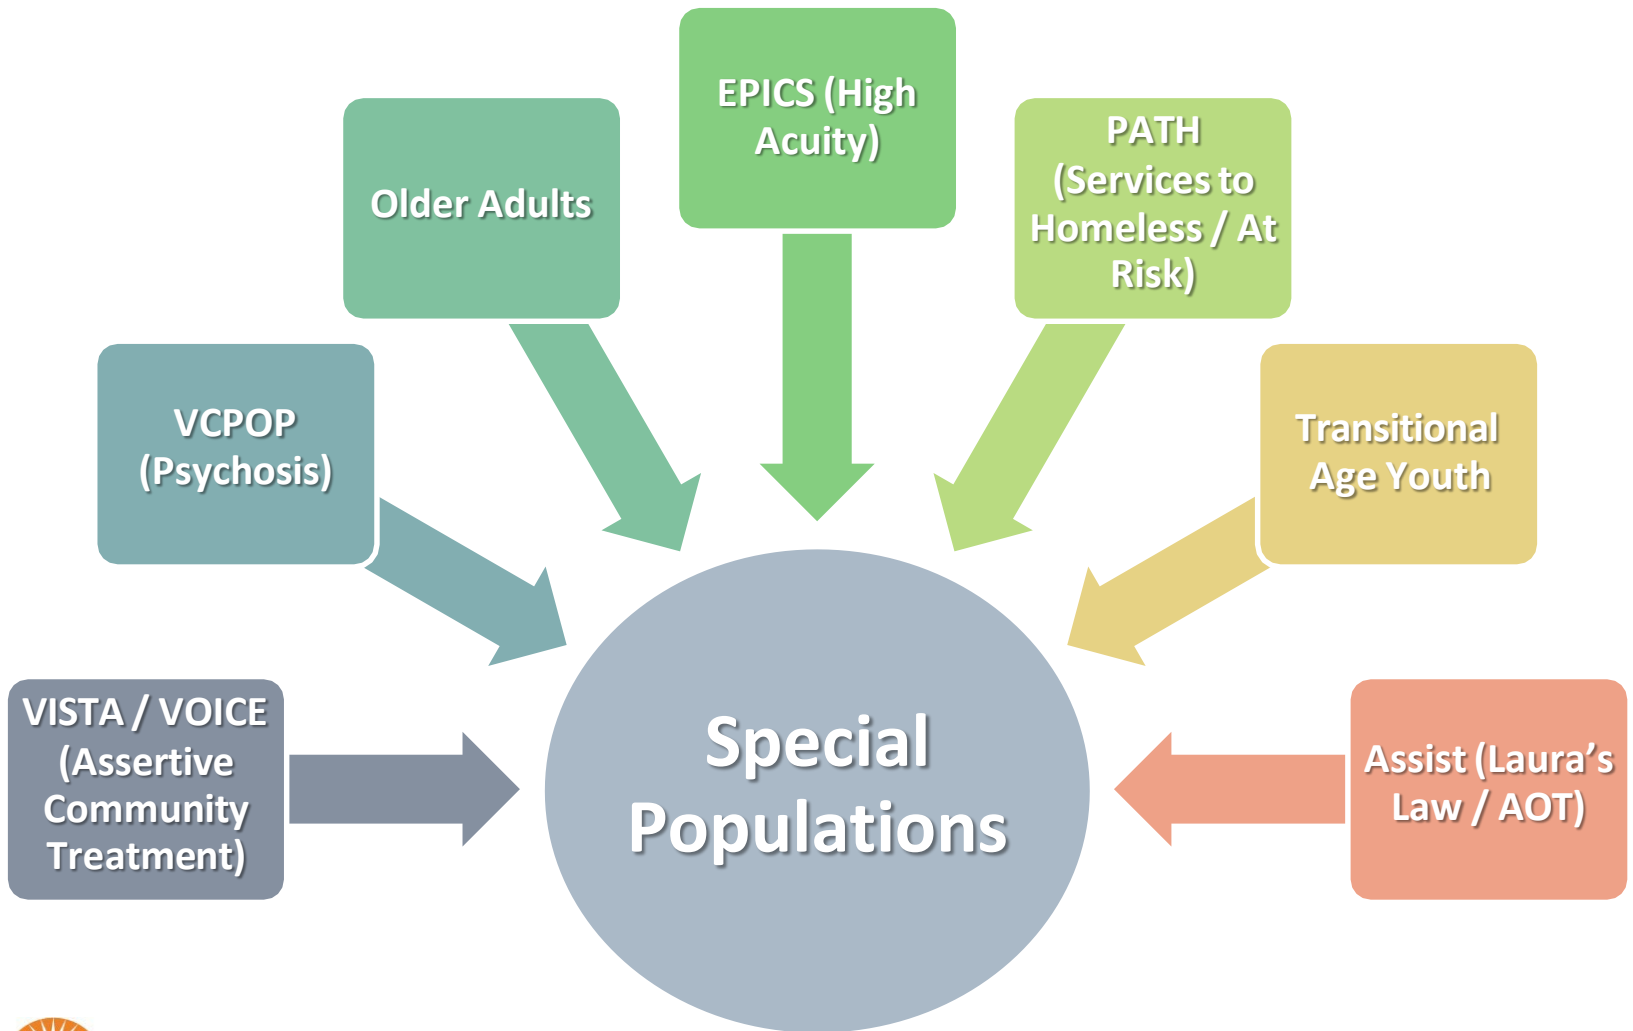 EPICS (High
Acuity)
Older Adults
PATH
(Services to
Homeless / At
Risk)
VCPOP
(Psychosis)
Transitional
Age Youth
VISTA / VOICE
(Assertive
Community
Treatment)
Special
Populations
Assist (Laura’s
Law / AOT)